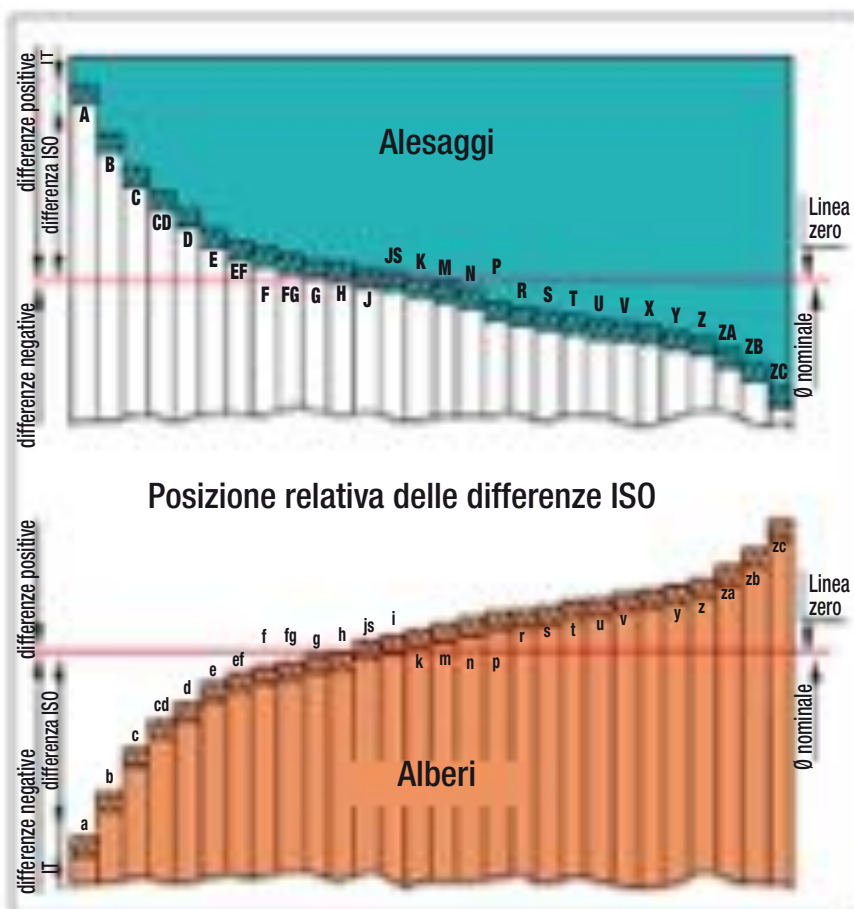 differenze positive
IT
differenza ISO
differenze negative
Alesaggi
A
B
C
CD
D
E
EF
F
FG
G
H
J
JS
K
M
N
P
R
S
T
U
V
X
Y
Z
ZA
ZB
ZC
Linea
zero
Ø nominale
Posizione relativa delle differenze ISO
differenze positive
differenza ISO
differenze negative
IT
a
b
c
cd
d
e
ef
f
fg
g
h
js
i
k
m
n
p
r
s
t
u
v
y
z
za
zb
zc
Alberi
Linea
zero
Ø nominale